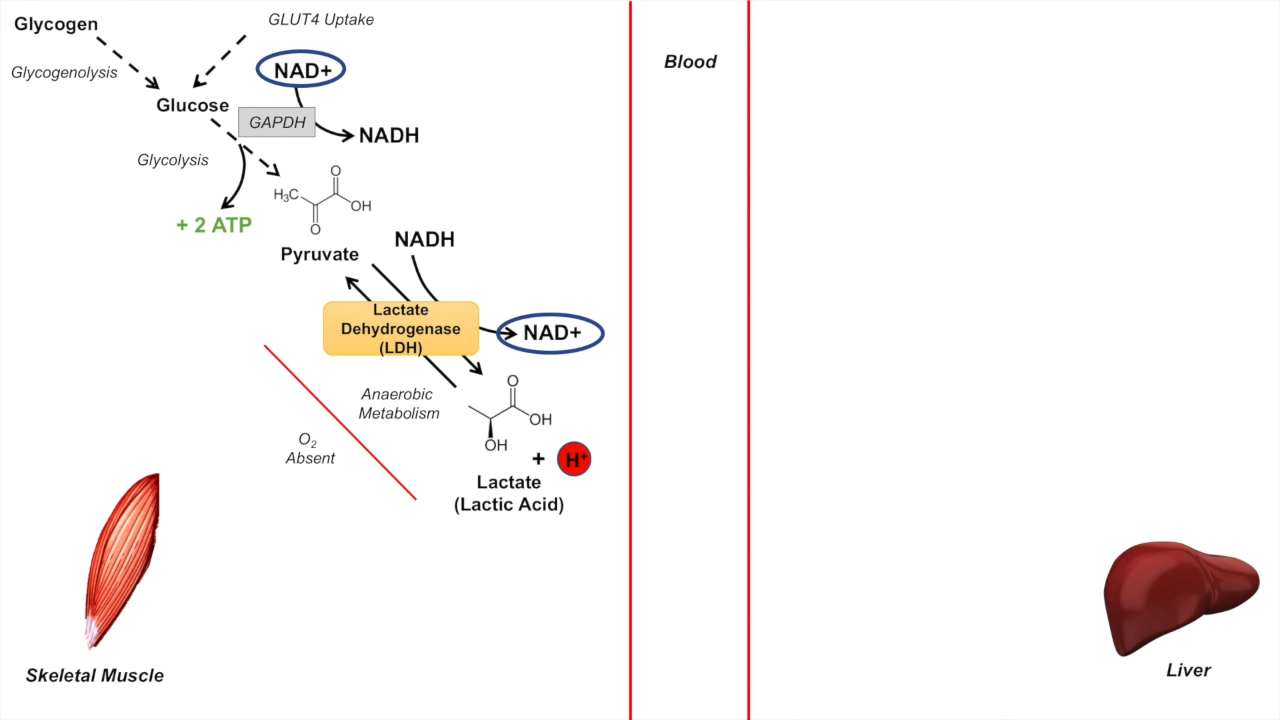 Glycogen
GLUT4 Uptake
Glycogenolysis
NAD+
Glucose
GAPDH
NADH
Glycolysis
O
H₃C
OH
O
+ 2 ATP
Pyruvate
NADH
Lactate
Dehydrogenase
(LDH)
NAD+
Anaerobic
Metabolism
O
OH
OH
O₂
Absent
+ H⁺
Lactate
(Lactic Acid)
Skeletal Muscle
Blood
Liver